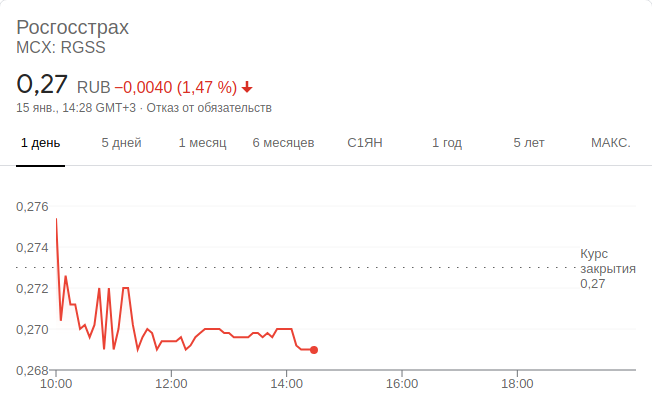 Росгосстрах
MCX: RGSS
0,27 RUB −0,0040 (1,47 %)
15 янв., 14:28 GMT+3 · Отказ от обязательств
1 день 5 дней 1 месяц 6 месяцев С1ЯН 1 год 5 лет МАКС.
0,276
0,274
Курс
закрытия
0,27
0,272
0,270
0,268
10:00 12:00 14:00 16:00 18:00